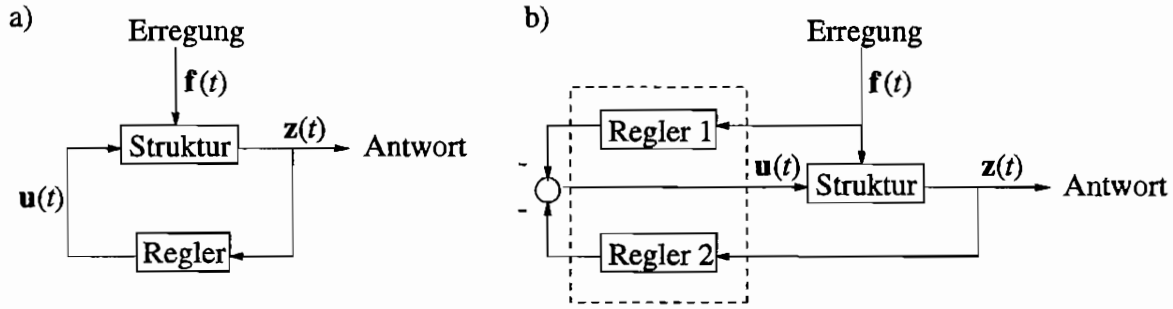 a)
Erregung
f(t)
Struktur
z(t)
Antwort
u(t)
Regler
b)
Erregung
f(t)
Regler 1
-
u(t)
Struktur
z(t)
Antwort
-
Regler 2